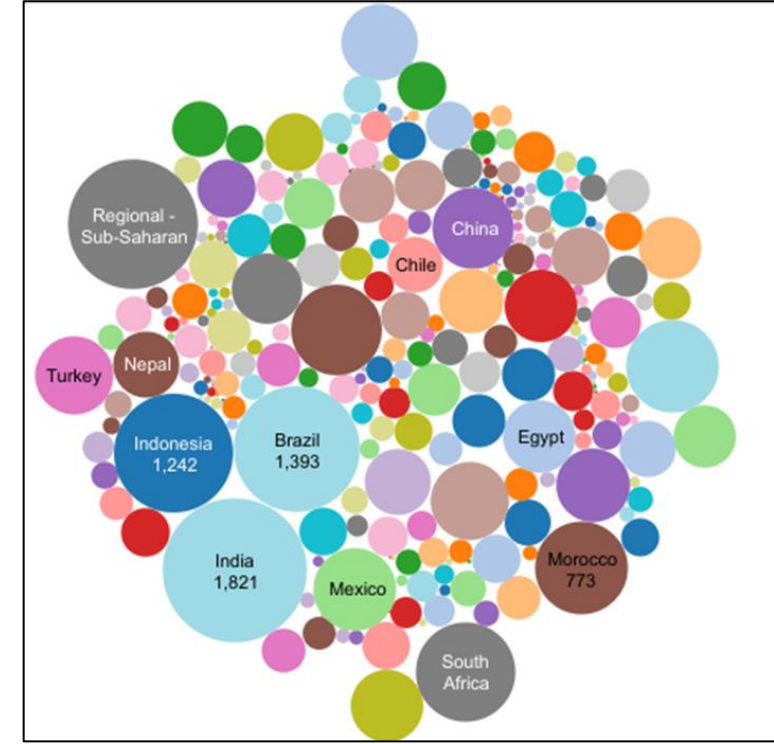 Regional -
Sub-Saharan
China
Chile
Nepal
Turkey
Indonesia
1,242
Brazil
1,393
Egypt
India
1,821
Mexico
Morocco
773
South
Africa